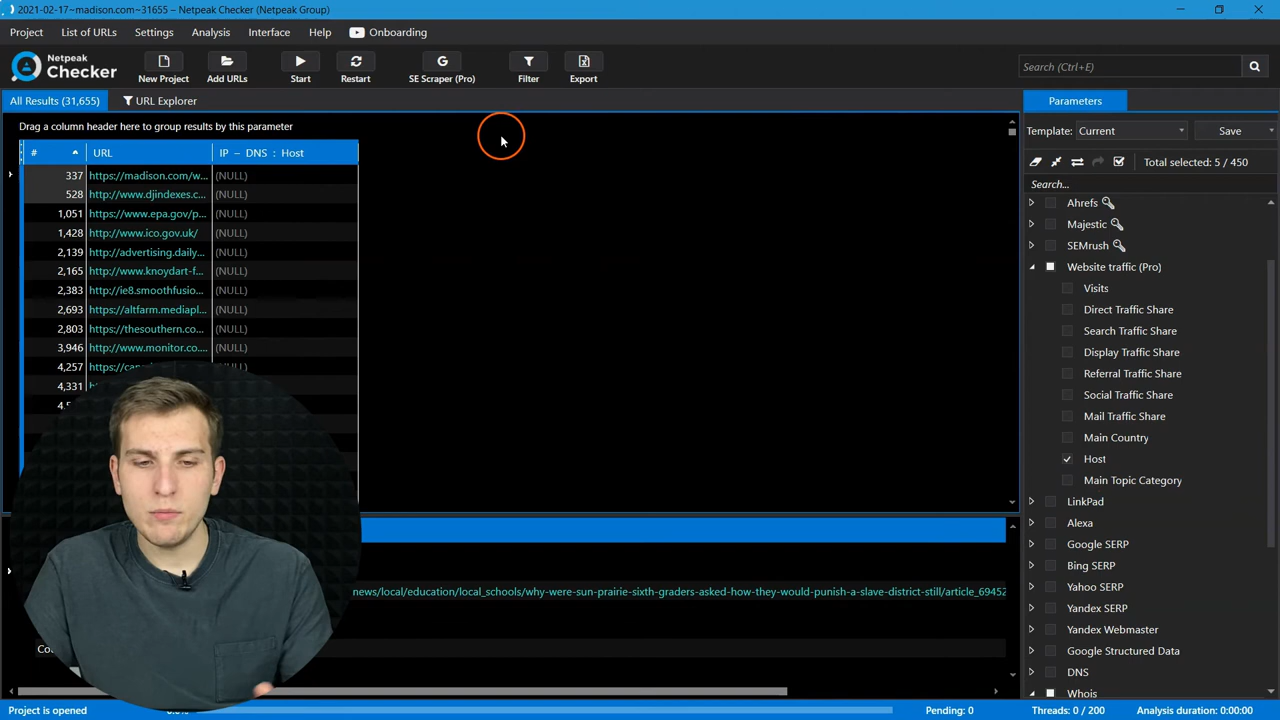 2021-02-17~madison.com~31655 – Netpeak Checker (Netpeak Group)
Project List of URLs Settings Analysis Interface Help Onboarding
Netpeak Checker
New Project Add URLs Start Restart SE Scraper (Pro) Filter Export
Search (Ctrl+E)
All Results (31,655) URL Explorer
Parameters
Drag a column header here to group results by this parameter
Template: Current Save
# URL IP – DNS : Host
Total selected: 5 / 450
337 https://madison.com/w... (NULL)
Search...
528 http://www.djindexes.c... (NULL)
Ahrefs
1,051 https://www.epa.gov/p... (NULL)
Majestic
1,428 https://www.ico.gov.uk/ (NULL)
SEMrush
2,139 http://advertising.daily... (NULL)
Website traffic (Pro)
2,165 http://www.knoydart-f... (NULL)
Visits
2,383 http://ie8.smoothfusio... (NULL)
Direct Traffic Share
2,693 https://altfarm.mediapl... (NULL)
Search Traffic Share
2,803 https://thesouthern.co... (NULL)
Display Traffic Share
3,946 http://www.monitor.co.... (NULL)
Referral Traffic Share
4,257 (NULL)
Social Traffic Share
4,331 (NULL)
Mail Traffic Share
(NULL)
Main Country
Host
Main Topic Category
LinkPad
Alexa
Google SERP
Bing SERP
Yahoo SERP
news/local/education/local_schools/why-were-sun-prairie-sixth-graders-asked-how-they-would-punish-a-slave-district-still/article_69452
Yandex SERP
Yandex Webmaster
Google Structured Data
DNS
Whois
Project is opened 0.0% Pending: 0 Threads: 0 / 200 Analysis duration: 0:00:00